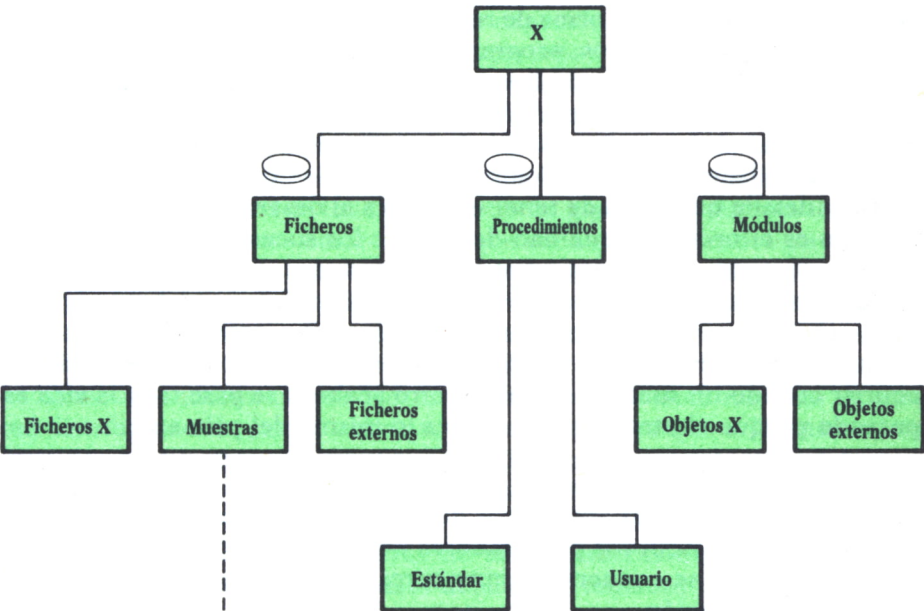 X
Ficheros
Procedimientos
Módulos
Ficheros X
Muestras
Ficheros
externos
Objetos X
Objetos
externos
Estándar
Usuario